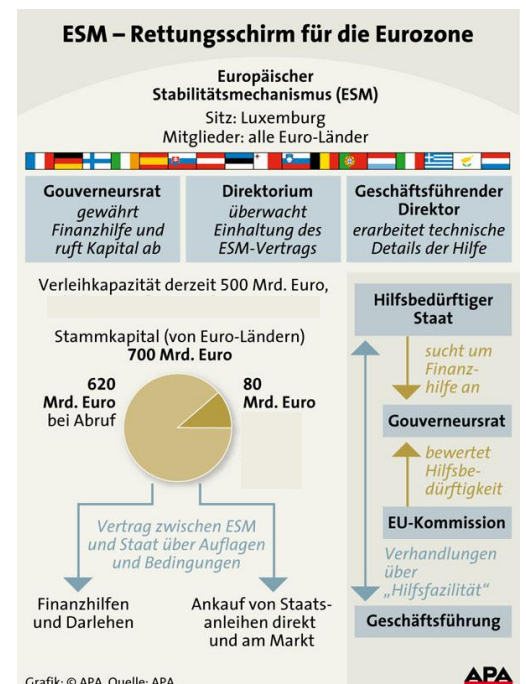 ESM – Rettungsschirm für die Eurozone
Europäischer
Stabilitätsmechanismus (ESM)
Sitz: Luxemburg
Mitglieder: alle Euro-Länder
Gouverneursrat
gewährt
Finanzhilfe und
ruft Kapital ab
Direktorium
überwacht
Einhaltung des
ESM-Vertrags
Geschäftsführender
Direktor
erarbeitet technische
Details der Hilfe
Verleihkapazität derzeit 500 Mrd. Euro,
Stammkapital (von Euro-Ländern)
700 Mrd. Euro
620
Mrd. Euro
bei Abruf
80
Mrd. Euro
Vertrag zwischen ESM
und Staat über Auflagen
und Bedingungen
Finanzhilfen
und Darlehen
Ankauf von Staats-
anleihen direkt
und am Markt
Hilfsbedürftiger
Staat
sucht um
Finanz-
hilfe an
Gouverneursrat
bewertet
Hilfsbe-
dürftigkeit
EU-Kommission
Verhandlungen
über
„Hilfsfazilität“
Geschäftsführung
Grafik: © APA, Quelle: APA
APA